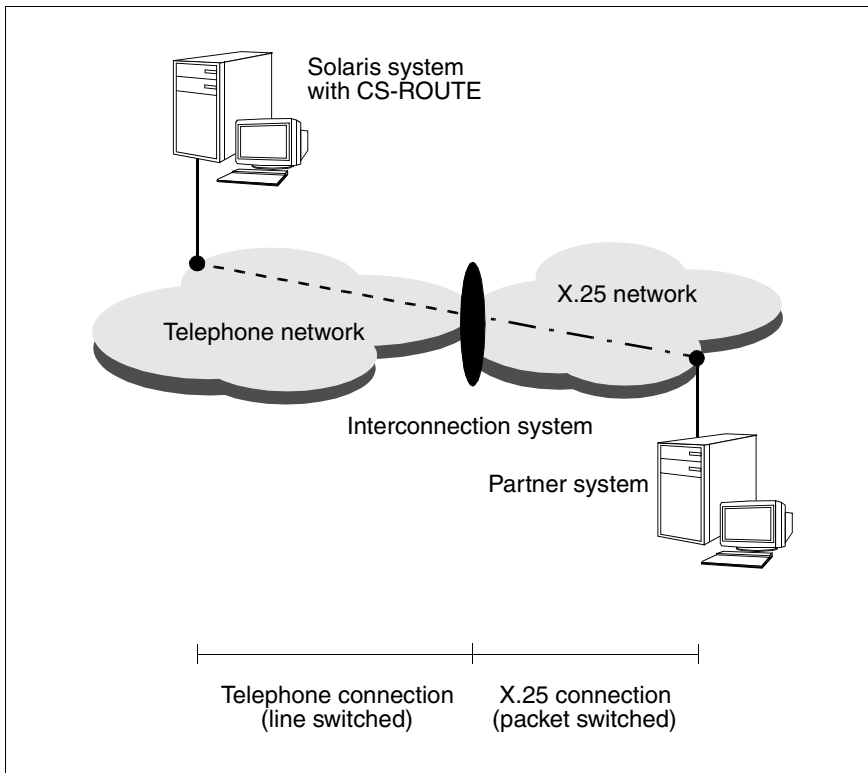 Solaris system
with CS-ROUTE
X.25 network
Telephone network
Interconnection system
Partner system
Telephone connection
(line switched)
X.25 connection
(packet switched)